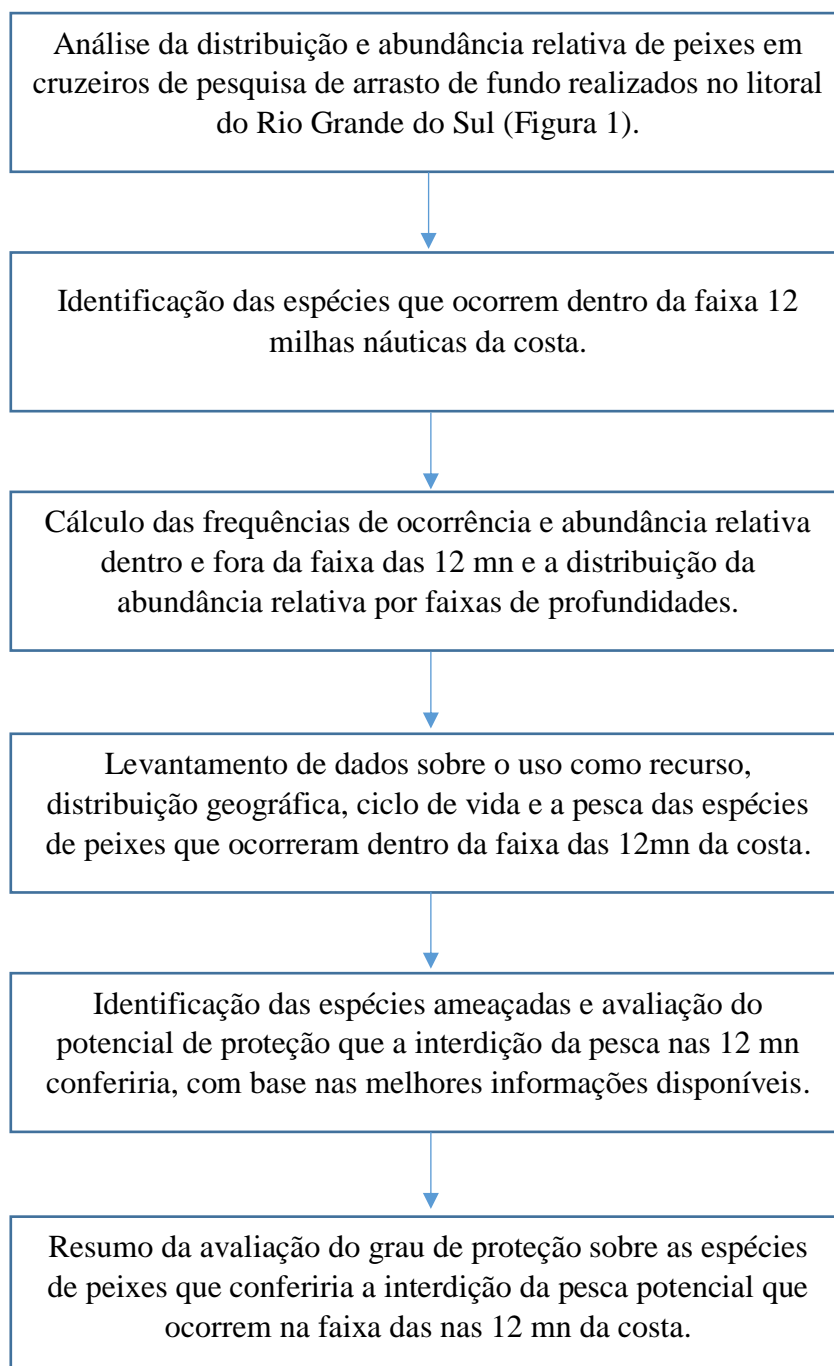 Análise da distribuição e abundância relativa de peixes em
cruzeiros de pesquisa de arrasto de fundo realizados no litoral
do Rio Grande do Sul (Figura 1).
Identificação das espécies que ocorrem dentro da faixa 12
milhas náuticas da costa.
Cálculo das frequências de ocorrência e abundância relativa
dentro e fora da faixa das 12 mn e a distribuição da
abundância relativa por faixas de profundidades.
Levantamento de dados sobre o uso como recurso,
distribuição geográfica, ciclo de vida e a pesca das espécies
de peixes que ocorreram dentro da faixa das 12mn da costa.
Identificação das espécies ameaçadas e avaliação do
potencial de proteção que a interdição da pesca nas 12 mn
conferiria, com base nas melhores informações disponíveis.
Resumo da avaliação do grau de proteção sobre as espécies
de peixes que conferiria a interdição da pesca potencial que
ocorrem na faixa das nas 12 mn da costa.